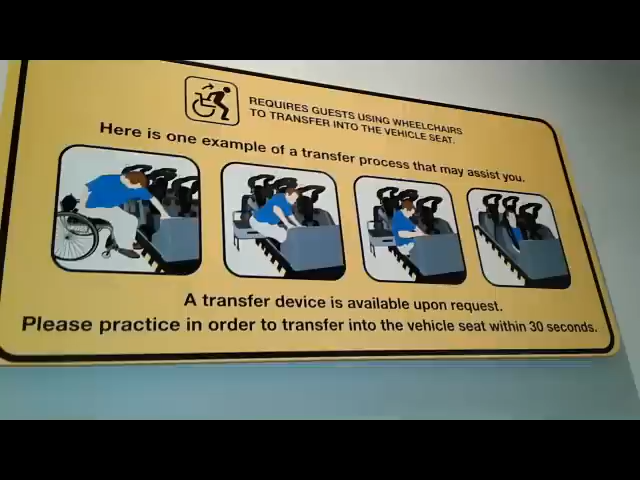 REQUIRES GUESTS USING WHEELCHAIRS
TO TRANSFER INTO THE VEHICLE SEAT.
Here is one example of a transfer process that may assist you.
A transfer device is available upon request.
Please practice in order to transfer into the vehicle seat within 30 seconds.